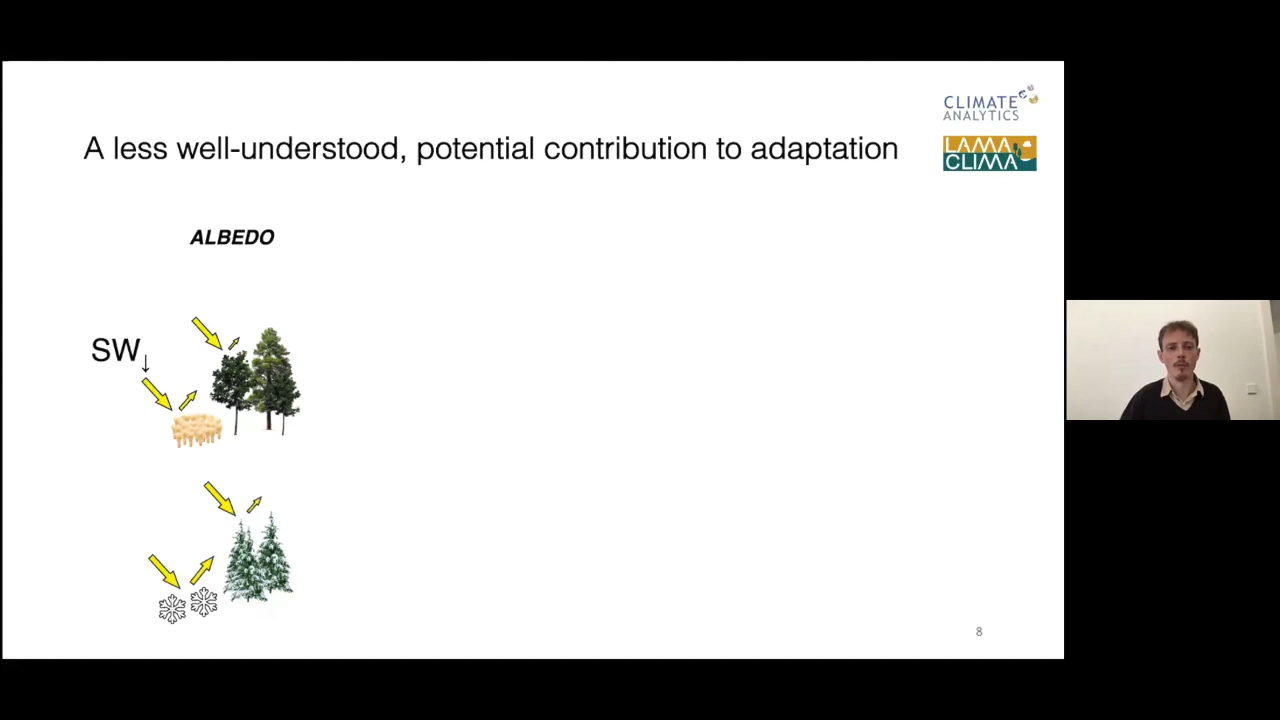 CLIMATE
ANALYTICS
A less well-understood, potential contribution to adaptation
LAMA
CLIMA
ALBEDO
SW↓
8